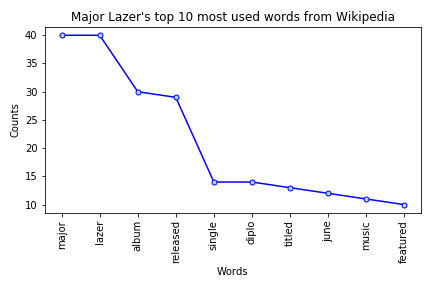 Major Lazer's top 10 most used words from Wikipedia
Counts
40
35
30
25
20
15
10
major
lazer
album
released
single
diplo
titled
june
music
featured
Words